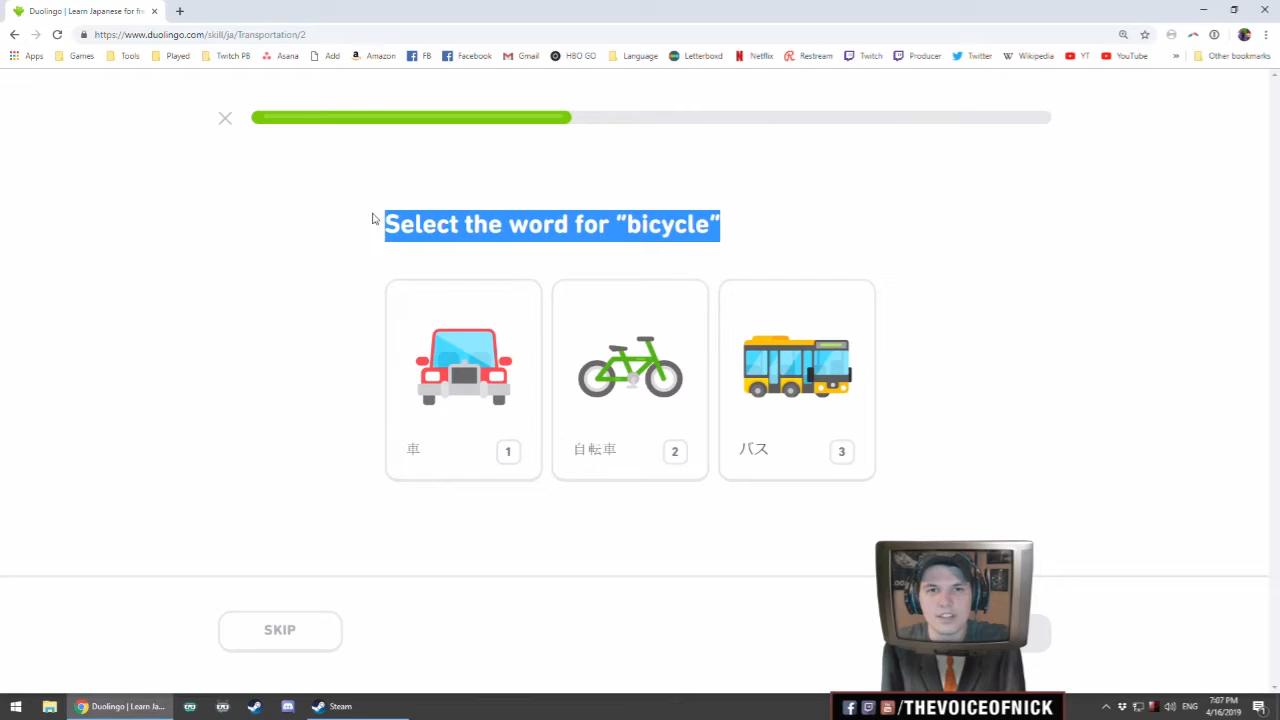 Duolingo | Learn Japanese for fr
https://www.duolingo.com/skill/ja/Transportation/2
Apps Games Tools Played Twitch PB Asana Add Amazon FB Facebook Gmail HBO GO Language Letterboxd Netflix Restream Twitch Producer Twitter Wikipedia YT YouTube » Other bookmarks
Select the word for "bicycle"
車 1 自転車 2 バス 3
SKIP
/THEVOICEOFNICK
Duolingo | Learn Ja... Steam
ENG 7:07 PM
4/16/2019